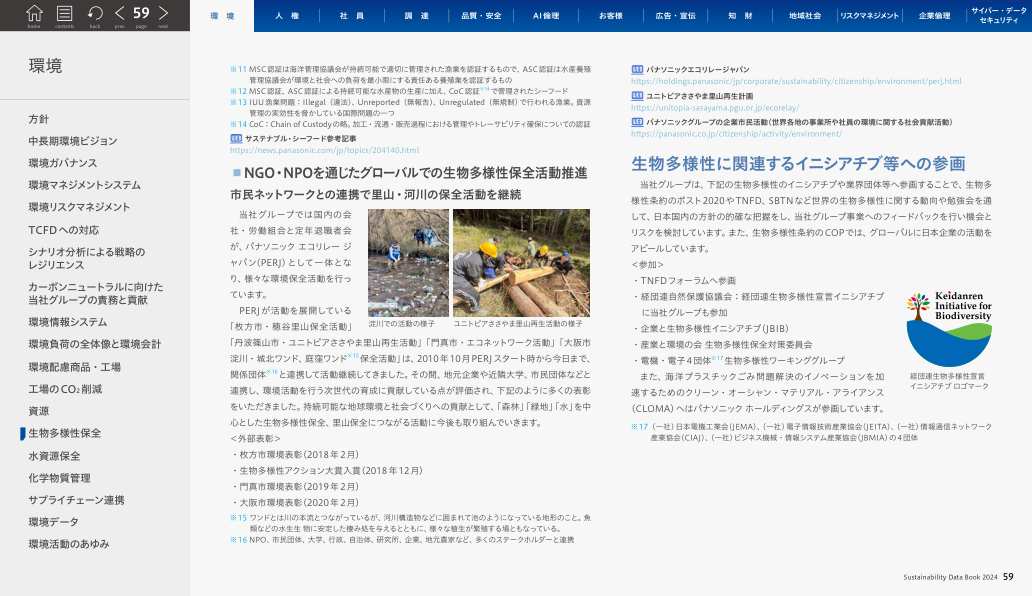 home contents back prev 59 page next
環 境
人 権
社 員
調 達
品質・安全
AI倫理
お客様
広告・宣伝
知 財
地域社会
リスクマネジメント
企業倫理
サイバー・データ
セキュリティ
環境
方針
中長期環境ビジョン
環境ガバナンス
環境マネジメントシステム
環境リスクマネジメント
TCFDへの対応
シナリオ分析による戦略の
レジリエンス
カーボンニュートラルに向けた
当社グループの責務と貢献
環境情報システム
環境負荷の全体像と環境会計
環境配慮商品・工場
工場のCO₂削減
資源
生物多様性保全
水資源保全
化学物質管理
サプライチェーン連携
環境データ
環境活動のあゆみ
※11 MSC認証は海洋管理協議会が持続可能で適切に管理された漁業を認証するもので、ASC認証は水産養殖
管理協議会が環境と社会への負荷を最小限にする責任ある養殖業を認証するもの
※12 MSC認証、ASC認証による持続可能な水産物の生産に加え、CoC認証※14で管理されたシーフード
※13 IUU漁業問題：Illegal（違法）、Unreported（無報告）、Unregulated（無規制）で行われる漁業。資源
管理の実効性を脅かしている国際問題の一つ
※14 CoC：Chain of Custodyの略。加工・流通・販売過程における管理やトレーサビリティ確保についての認証
WEB サステナブル・シーフード参考記事
https://news.panasonic.com/jp/topics/204140.html
■NGO・NPOを通じたグローバルでの生物多様性保全活動推進
市民ネットワークとの連携で里山・河川の保全活動を継続
当社グループでは国内の会
社・労働組合と定年退職者会
が、パナソニック エコリレー ジ
ャパン（PERJ）として一体とな
り、様々な環境保全活動を行っ
ています。
PERJが活動を展開している
「枚方市・穂谷里山保全活動」
淀川での活動の様子
ユニトピアささやま里山再生活動の様子
「丹波篠山市・ユニトピアささやま里山再生活動」「門真市・エコネットワーク活動」「大阪市
淀川・城北ワンド、庭窪ワンド※15保全活動」は、2010年10月PERJスタート時から今日まで、
関係団体※16と連携して活動継続してきました。その間、地元企業や近隣大学、市民団体などと
連携し、環境活動を行う次世代の育成に貢献している点が評価され、下記のように多くの表彰
をいただきました。持続可能な地球環境と社会づくりへの貢献として、「森林」「緑地」「水」を中
心とした生物多様性保全、里山保全につながる活動に今後も取り組んでいきます。
＜外部表彰＞
・枚方市環境表彰（2018年2月）
・生物多様性アクション大賞入賞（2018年12月）
・門真市環境表彰（2019年2月）
・大阪市環境表彰（2020年2月）
※15 ワンドとは川の本流とつながっているが、河川構造物などに囲まれて池のようになっている地形のこと。魚
類などの水生生 物に安定した棲み処を与えるとともに、様々な植生が繁殖する場ともなっている。
※16 NPO、市民団体、大学、行政、自治体、研究所、企業、地元農家など、多くのステークホルダーと連携
WEB パナソニックエコリレージャパン
https://holdings.panasonic/jp/corporate/sustainability/citizenship/environment/perj.html
WEB ユニトピアささやま里山再生計画
https://unitopia-sasayama.pgu.or.jp/ecorelay/
WEB パナソニックグループの企業市民活動（世界各地の事業所や社員の環境に関する社会貢献活動）
https://panasonic.co.jp/citizenship/activity/environment/
生物多様性に関連するイニシアチブ等への参画
当社グループは、下記の生物多様性のイニシアチブや業界団体等へ参画することで、生物多
様性条約のポスト2020やTNFD、SBTNなど世界の生物多様性に関する動向や勉強会を通
して、日本国内の方針の的確な把握をし、当社グループ事業へのフィードバックを行い機会と
リスクを検討しています。また、生物多様性条約のCOPでは、グローバルに日本企業の活動を
アピールしています。
＜参加＞
・TNFDフォーラムへ参画
・経団連自然保護協議会：経団連生物多様性宣言イニシアチブ
に当社グループも参加
・企業と生物多様性イニシアチブ（JBIB）
・産業と環境の会 生物多様性保全対策委員会
・電機・電子4団体※17生物多様性ワーキンググループ
また、海洋プラスチックごみ問題解決のイノベーションを加
速するためのクリーン・オーシャン・マテリアル・アライアンス
（CLOMA）へはパナソニック ホールディングスが参画しています。
Keidanren
Initiative for
Biodiversity
経団連生物多様性宣言
イニシアチブ ロゴマーク
※17 （一社）日本電機工業会（JEMA）、（一社）電子情報技術産業協会（JEITA）、（一社）情報通信ネットワーク
産業協会（CIAJ）、（一社）ビジネス機械・情報システム産業協会（JBMIA）の4団体
Sustainability Data Book 2024 59